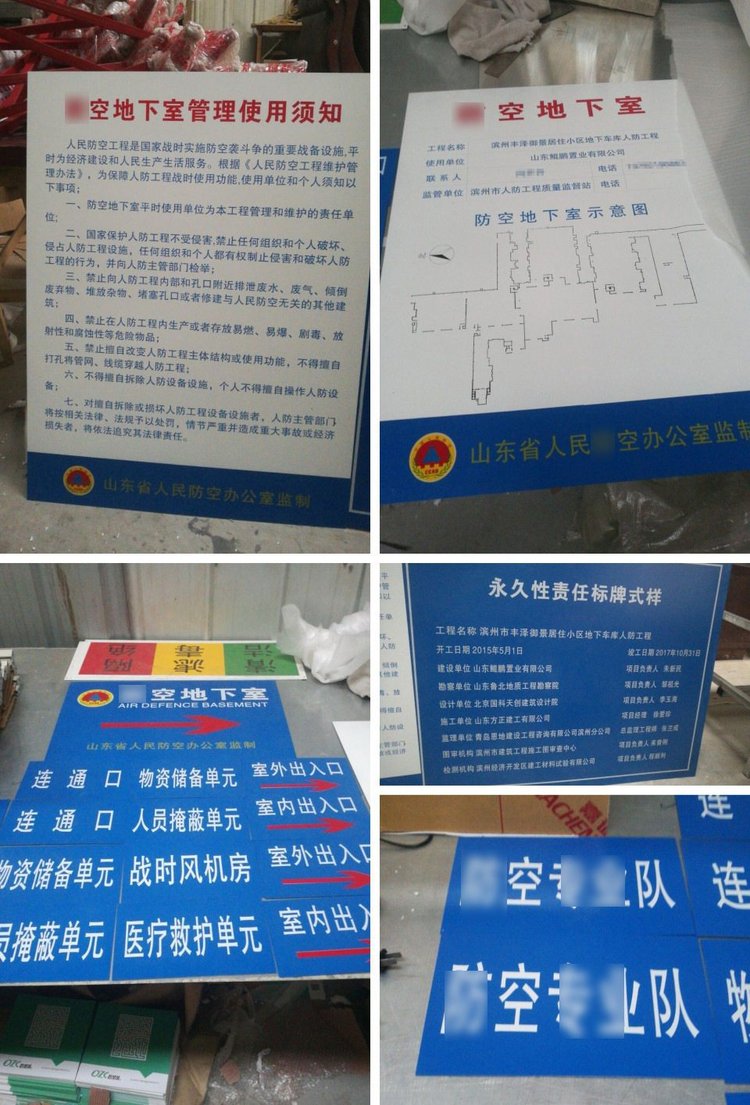 空地下室管理使用须知
人民防空工程是国家战时实施防空袭斗争的重要战备设施,平
时为经济建设和人民生产生活服务。根据《人民防空工程维护管
理办法》,为保障人防工程战时使用功能,使用单位和个人须知以
下事项;
一、防空地下室平时使用单位为本工程管理和维护的责任单
位;
二、国家保护人防工程不受侵害,禁止任何组织和个人破坏、
侵占人防工程设施,任何组织和个人都有权制止侵害和破坏人防
工程的行为,并向人防主管部门检举;
三、禁止向人防工程内部和孔口附近排泄废水、废气、倾倒
废弃物、堆放杂物、堵塞孔口或者修建与人民防空无关的其他建
筑;
四、禁止在人防工程内生产或者存放易燃、易爆、剧毒、放
射性和腐蚀性等危险物品;
五、禁止擅自改变人防工程主体结构或使用功能,不得擅自
打孔将管网、线缆穿越人防工程;
六、不得擅自拆除人防设备设施,个人不得擅自操作人防设
备;
七、对擅自拆除或损坏人防工程设备设施者,人防主管部门
将按相关法律、法规予以处罚,情节严重并造成重大事故或经济
损失者,将依法追究其法律责任。
山东省人民防空办公室监制
空地下室
工程名称 滨州丰泽御景居住小区地下车库人防工程
使用单位 山东鲲鹏置业有限公司
联系人 电话
监管单位 滨州市人防工程质量监督站 电话
防空地下室示意图
山东省人民 空办公室监制
网 滤毒 清洁
空地下室
AIR DEFENCE BASEMENT
山东省人民防空办公室监制
连通口 物资储备单元 室外出入口
连通口 人员掩蔽单元 室内出入口
物资储备单元 战时风机房 室外出入口
员掩蔽单元 医疗救护单元 室内出入
OZK
永久性责任标牌式样
工程名称 滨州市丰泽御景居住小区地下车库人防工程
开工日期 2015年5月1日 竣工日期 2017年10月31日
建设单位 山东鲲鹏置业有限公司 项目负责人 朱新民
勘察单位 山东鲁北地质工程勘察院 项目负责人
设计单位 北京国科天创建筑设计院 项目负责人 李玉海
施工单位 山东方正建工有限公司 项目经理
监理单位 青岛思地建设工程咨询有限公司滨州分公司 总监理工程师 张兰成
图审机构 滨州市建筑工程施工图审查中心 项目负责人
检测机构 滨州经济开发区建工材料试验有限公司 项目负责人
ACHEN
连
空 业队 连
防空 业队 物